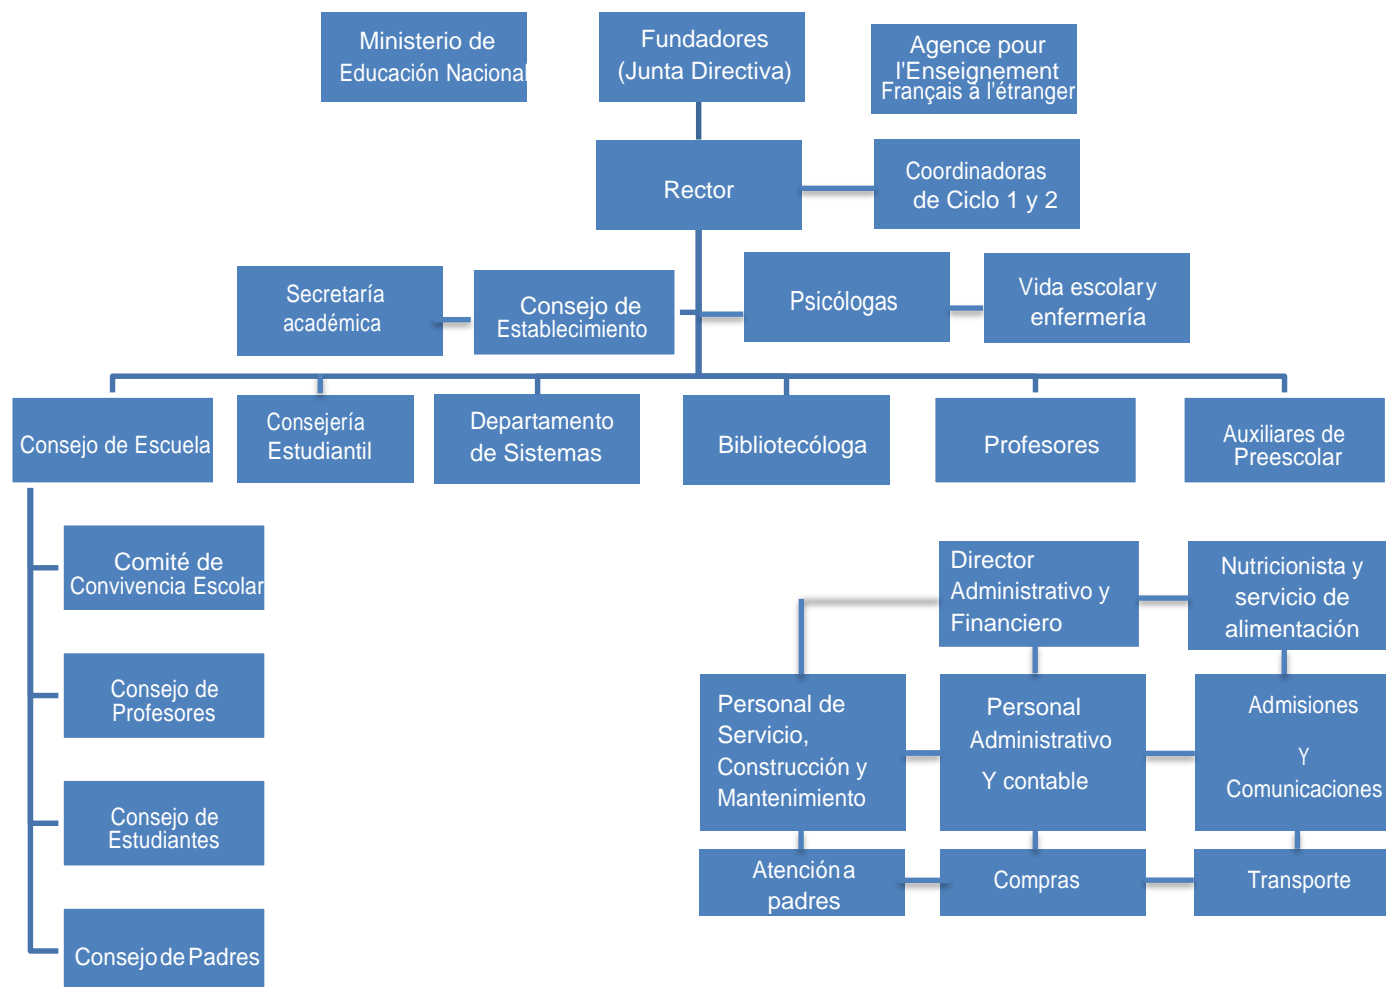 Ministerio de
Educación Nacional
Fundadores
(Junta Directiva)
Agence pour
l'Enseignement
Français à l'étranger
Rector
Coordinadoras
de Ciclo 1 y 2
Secretaría
académica
Consejo de
Establecimiento
Psicólogas
Vida escolar y
enfermería
Consejo de Escuela
Consejería
Estudiantil
Departamento
de Sistemas
Bibliotecóloga
Profesores
Auxiliares de
Preescolar
Comité de
Convivencia Escolar
Consejo de
Profesores
Consejo de
Estudiantes
Consejo de Padres
Director
Administrativo y
Financiero
Nutricionista y
servicio de
alimentación
Personal de
Servicio,
Construcción y
Mantenimiento
Personal
Administrativo
Y contable
Admisiones
Y
Comunicaciones
Atención a
padres
Compras
Transporte